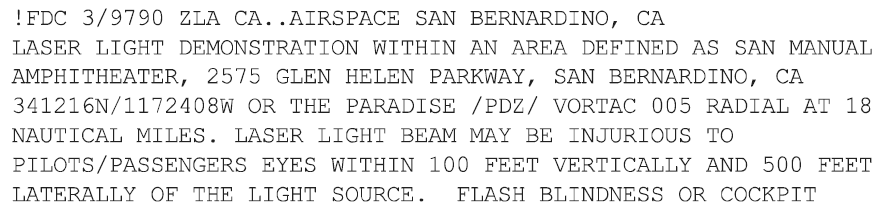 !FDC 3/9790 ZLA CA..AIRSPACE SAN BERNARDINO, CA
LASER LIGHT DEMONSTRATION WITHIN AN AREA DEFINED AS SAN MANUAL
AMPHITHEATER, 2575 GLEN HELEN PARKWAY, SAN BERNARDINO, CA
341216N/1172408W OR THE PARADISE /PDZ/ VORTAC 005 RADIAL AT 18
NAUTICAL MILES. LASER LIGHT BEAM MAY BE INJURIOUS TO
PILOTS/PASSENGERS EYES WITHIN 100 FEET VERTICALLY AND 500 FEET
LATERALLY OF THE LIGHT SOURCE.  FLASH BLINDNESS OR COCKPIT